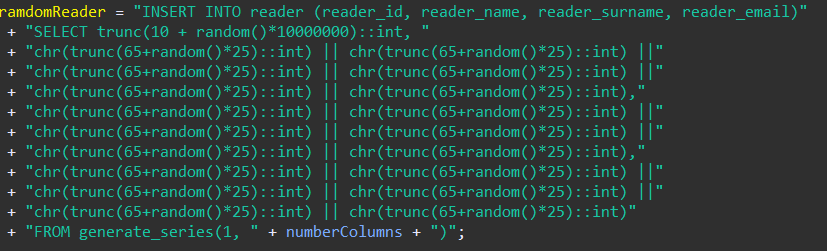 ramdomReader = "INSERT INTO reader (reader_id, reader_name, reader_surname, reader_email)"
+ "SELECT trunc(10 + random()*10000000)::int, "
+ "chr(trunc(65+random()*25)::int) || chr(trunc(65+random()*25)::int) ||"
+ "chr(trunc(65+random()*25)::int) || chr(trunc(65+random()*25)::int) ||"
+ "chr(trunc(65+random()*25)::int) || chr(trunc(65+random()*25)::int),"
+ "chr(trunc(65+random()*25)::int) || chr(trunc(65+random()*25)::int) ||"
+ "chr(trunc(65+random()*25)::int) || chr(trunc(65+random()*25)::int) ||"
+ "chr(trunc(65+random()*25)::int) || chr(trunc(65+random()*25)::int),"
+ "chr(trunc(65+random()*25)::int) || chr(trunc(65+random()*25)::int) ||"
+ "chr(trunc(65+random()*25)::int) || chr(trunc(65+random()*25)::int) ||"
+ "chr(trunc(65+random()*25)::int) || chr(trunc(65+random()*25)::int)"
+ "FROM generate_series(1, " + numberColumns + ")";